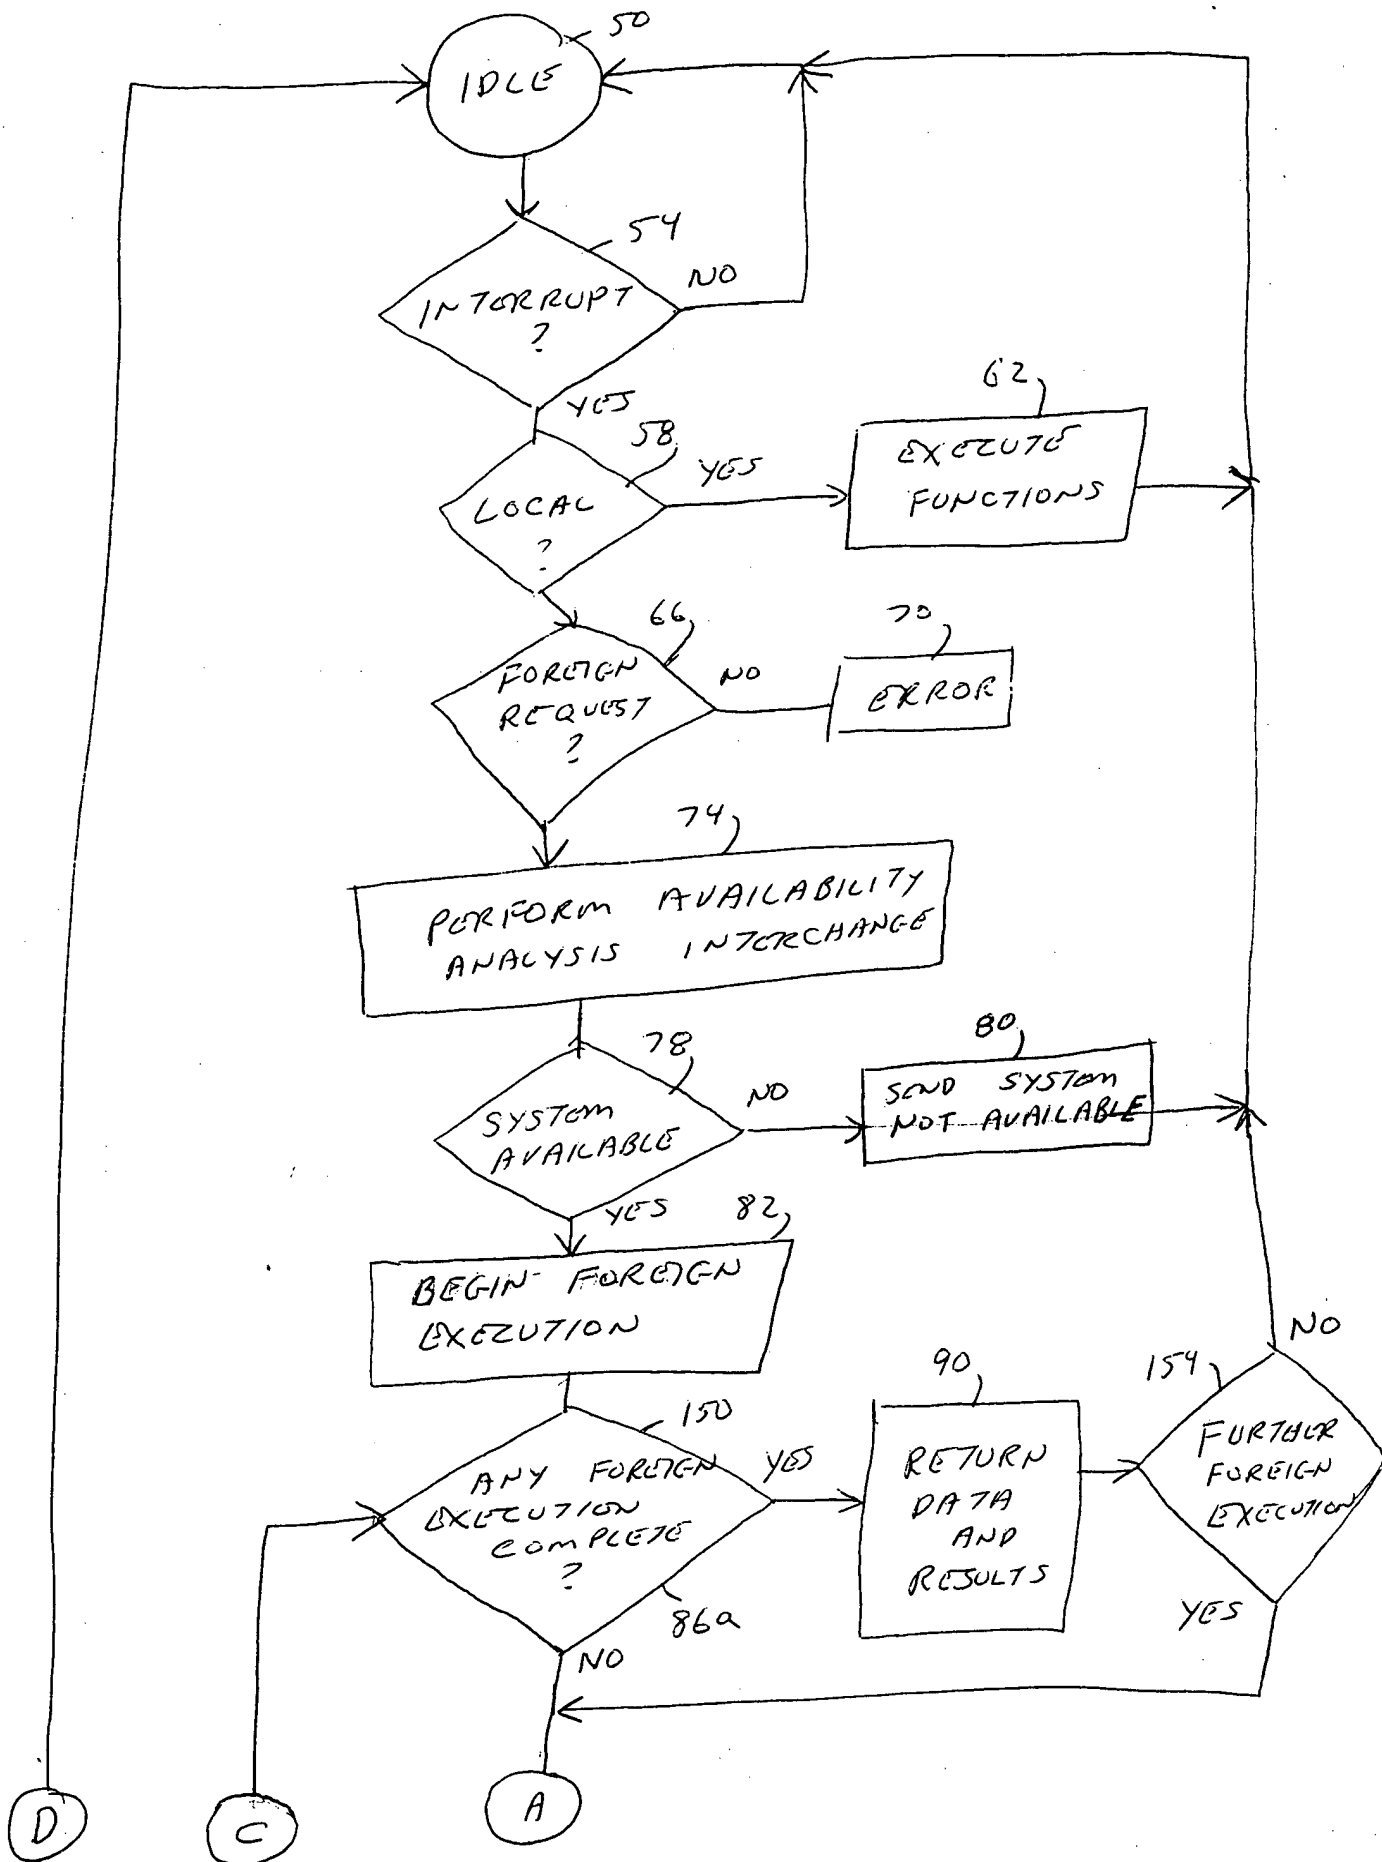 50
IDLE
54
INTERRUPT
?
NO
YES
58
LOCAL
?
YES
62
EXECUTE
FUNCTIONS
66
FOREIGN
REQUEST
?
NO
70
ERROR
74
PERFORM AVAILABILITY
ANALYSIS INTERCHANGE
78
SYSTEM
AVAILABLE
NO
80
SEND SYSTEM
NOT AVAILABLE
YES
82
BEGIN FOREIGN
EXECUTION
150
ANY FOREIGN
EXECUTION
COMPLETE
?
86a
YES
90
RETURN
DATA
AND
RESULTS
154
FURTHER
FOREIGN
EXECUTION
NO
YES
NO
D
C
A